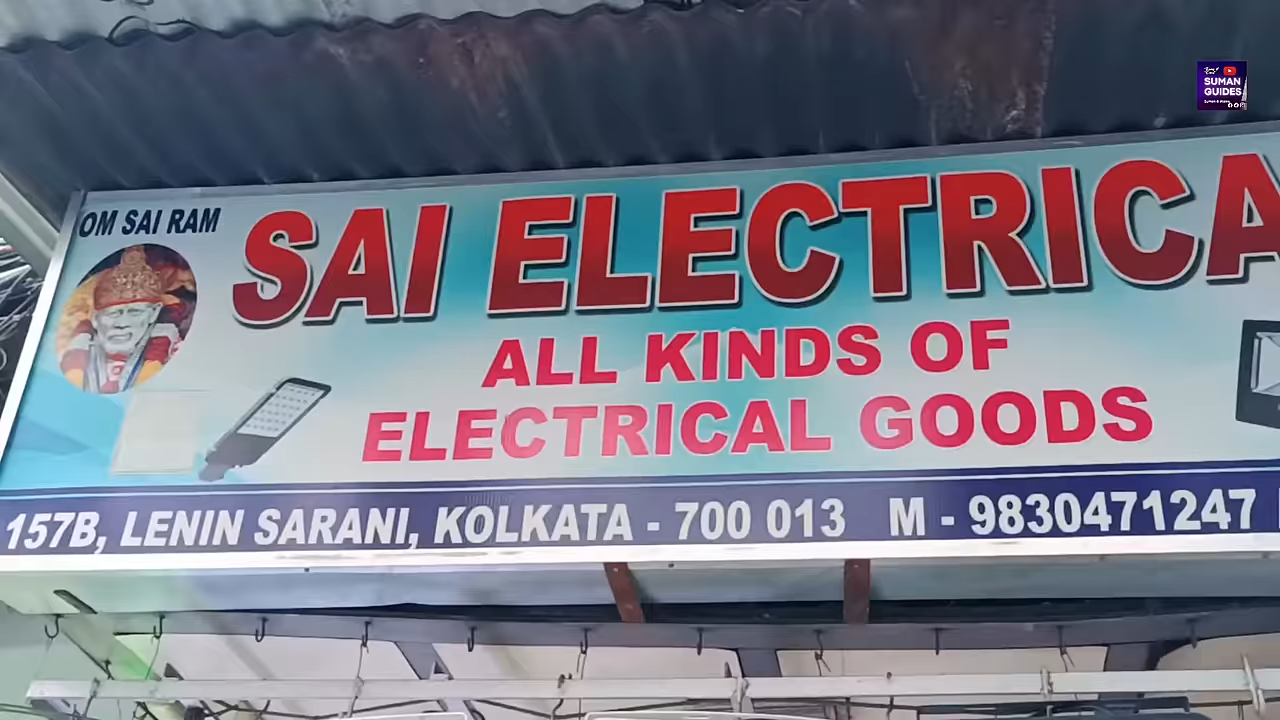 OM SAI RAM
SAI ELECTRICA
ALL KINDS OF
ELECTRICAL GOODS
157B, LENIN SARANI, KOLKATA - 700 013 M - 9830471247
SUMAN
GUIDES